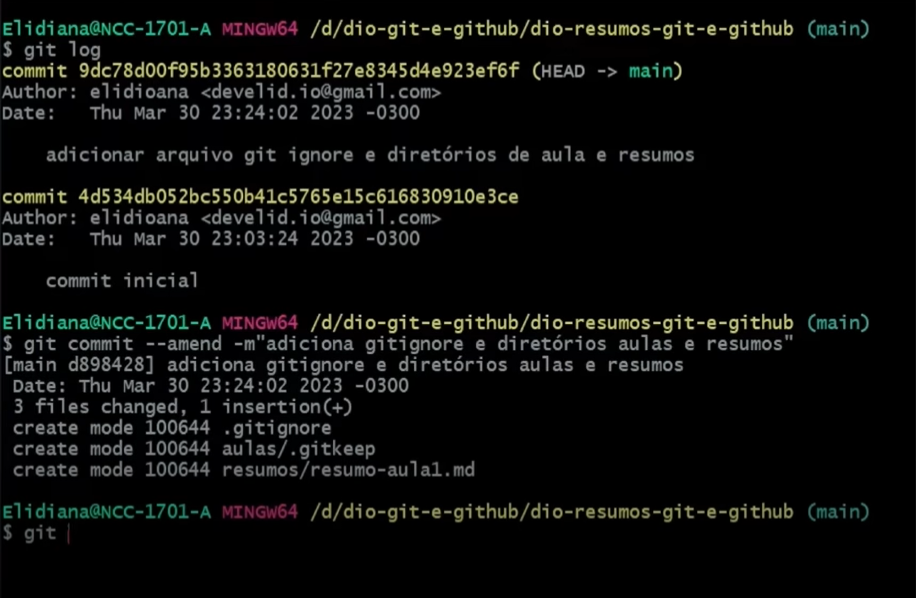 Elidiana@NCC-1701-A MINGW64 /d/dio-git-e-github/dio-resumos-git-e-github (main)
$ git log
commit 9dc78d00f95b3363180631f27e8345d4e923ef6f (HEAD -> main)
Author: elidioana <develid.io@gmail.com>
Date:   Thu Mar 30 23:24:02 2023 -0300
    adicionar arquivo git ignore e diretórios de aula e resumos
commit 4d534db052bc550b41c5765e15c616830910e3ce
Author: elidioana <develid.io@gmail.com>
Date:   Thu Mar 30 23:03:24 2023 -0300
    commit inicial
Elidiana@NCC-1701-A MINGW64 /d/dio-git-e-github/dio-resumos-git-e-github (main)
$ git commit --amend -m"adiciona gitignore e diretórios aulas e resumos"
[main d898428] adiciona gitignore e diretórios aulas e resumos
 Date: Thu Mar 30 23:24:02 2023 -0300
 3 files changed, 1 insertion(+)
 create mode 100644 .gitignore
 create mode 100644 aulas/.gitkeep
 create mode 100644 resumos/resumo-aula1.md
Elidiana@NCC-1701-A MINGW64 /d/dio-git-e-github/dio-resumos-git-e-github (main)
$ git